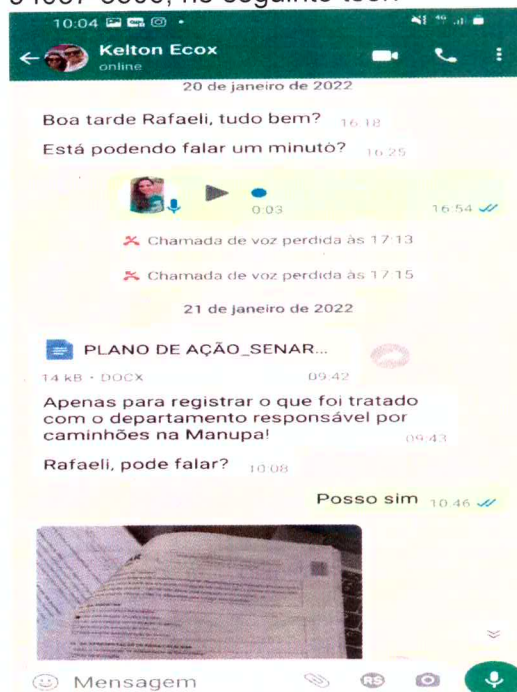 10:04
Kelton Ecox
online
20 de janeiro de 2022
Boa tarde Rafaeli, tudo bem? 16:18
Está podendo falar um minuto? 16:25
0:03 16:54
Chamada de voz perdida às 17:13
Chamada de voz perdida às 17:15
21 de janeiro de 2022
PLANO DE AÇÃO_SENAR...
14 kB · DOCX 09:42
Apenas para registrar o que foi tratado
com o departamento responsável por
caminhões na Manupa! 09:43
Rafaeli, pode falar? 10:08
Posso sim 10:46
Mensagem